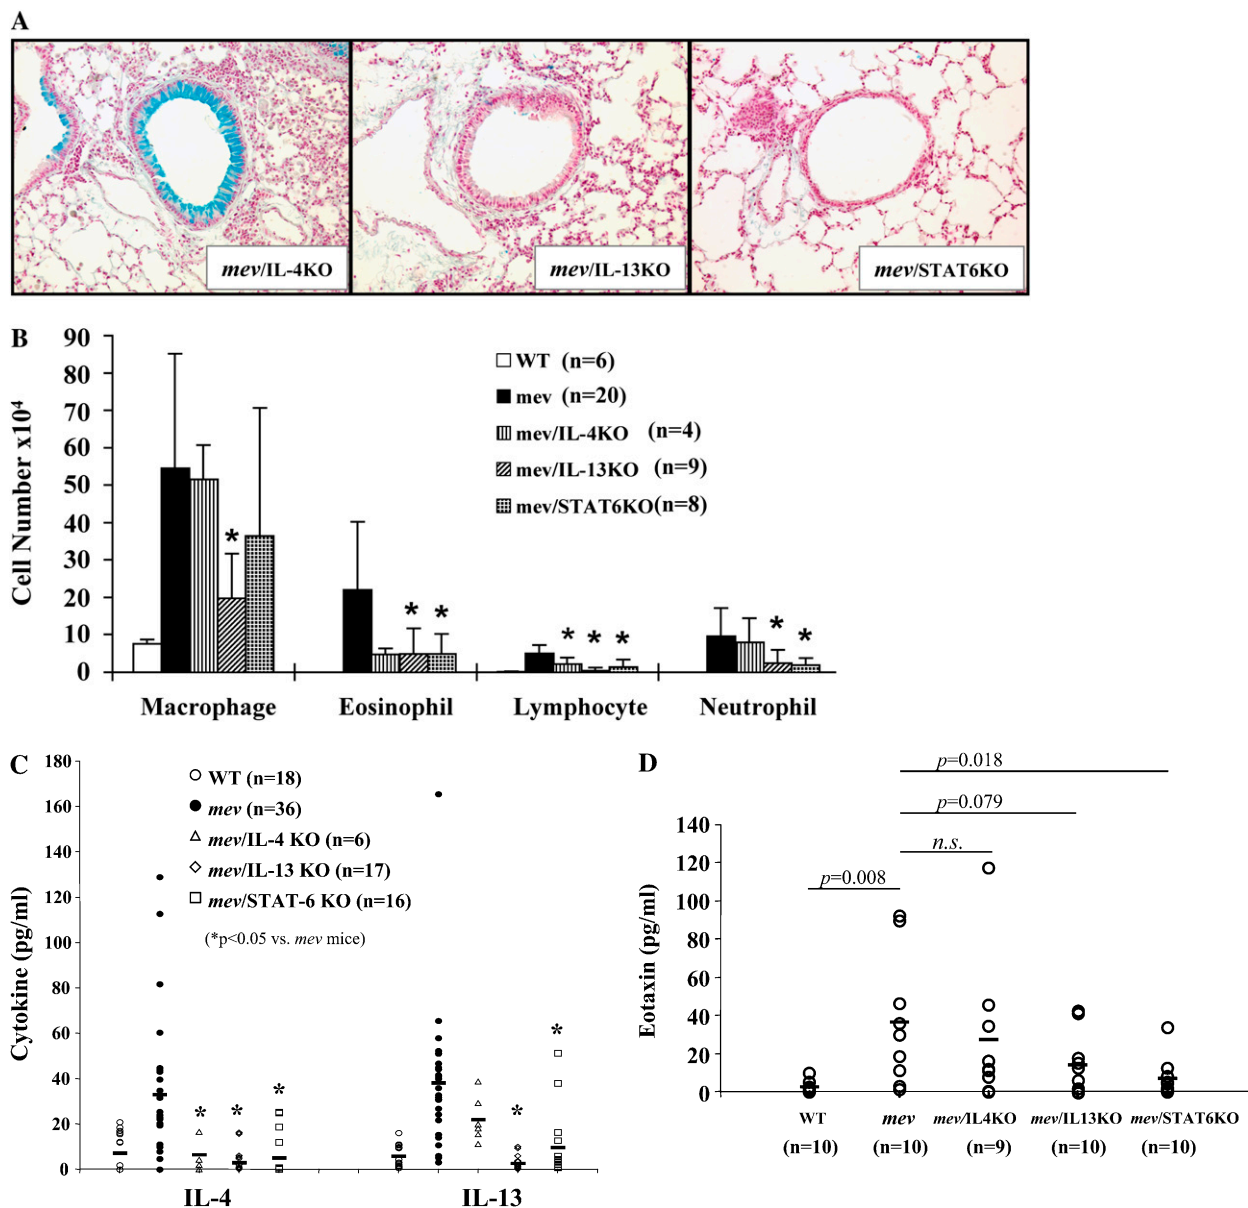 A
mev/IL-4KO
mev/IL-13KO
mev/STAT6KO
B
90
80
70
60
50
40
30
20
10
0
Cell Number x10⁴
WT (n=6)
mev (n=20)
mev/IL-4KO (n=4)
mev/IL-13KO (n=9)
mev/STAT6KO(n=8)
*
* *
* * *
* *
Macrophage Eosinophil Lymphocyte Neutrophil
C
180
160
140
120
100
80
60
40
20
0
Cytokine (pg/ml)
WT (n=18)
mev (n=36)
mev/IL-4 KO (n=6)
mev/IL-13 KO (n=17)
mev/STAT-6 KO (n=16)
(*p<0.05 vs. mev mice)
* * *
* *
IL-4 IL-13
D
p=0.018
p=0.079
n.s.
p=0.008
140
120
100
80
60
40
20
0
Eotaxin (pg/ml)
WT mev mev/IL4KO mev/IL13KO mev/STAT6KO
(n=10) (n=10) (n=9) (n=10) (n=10)